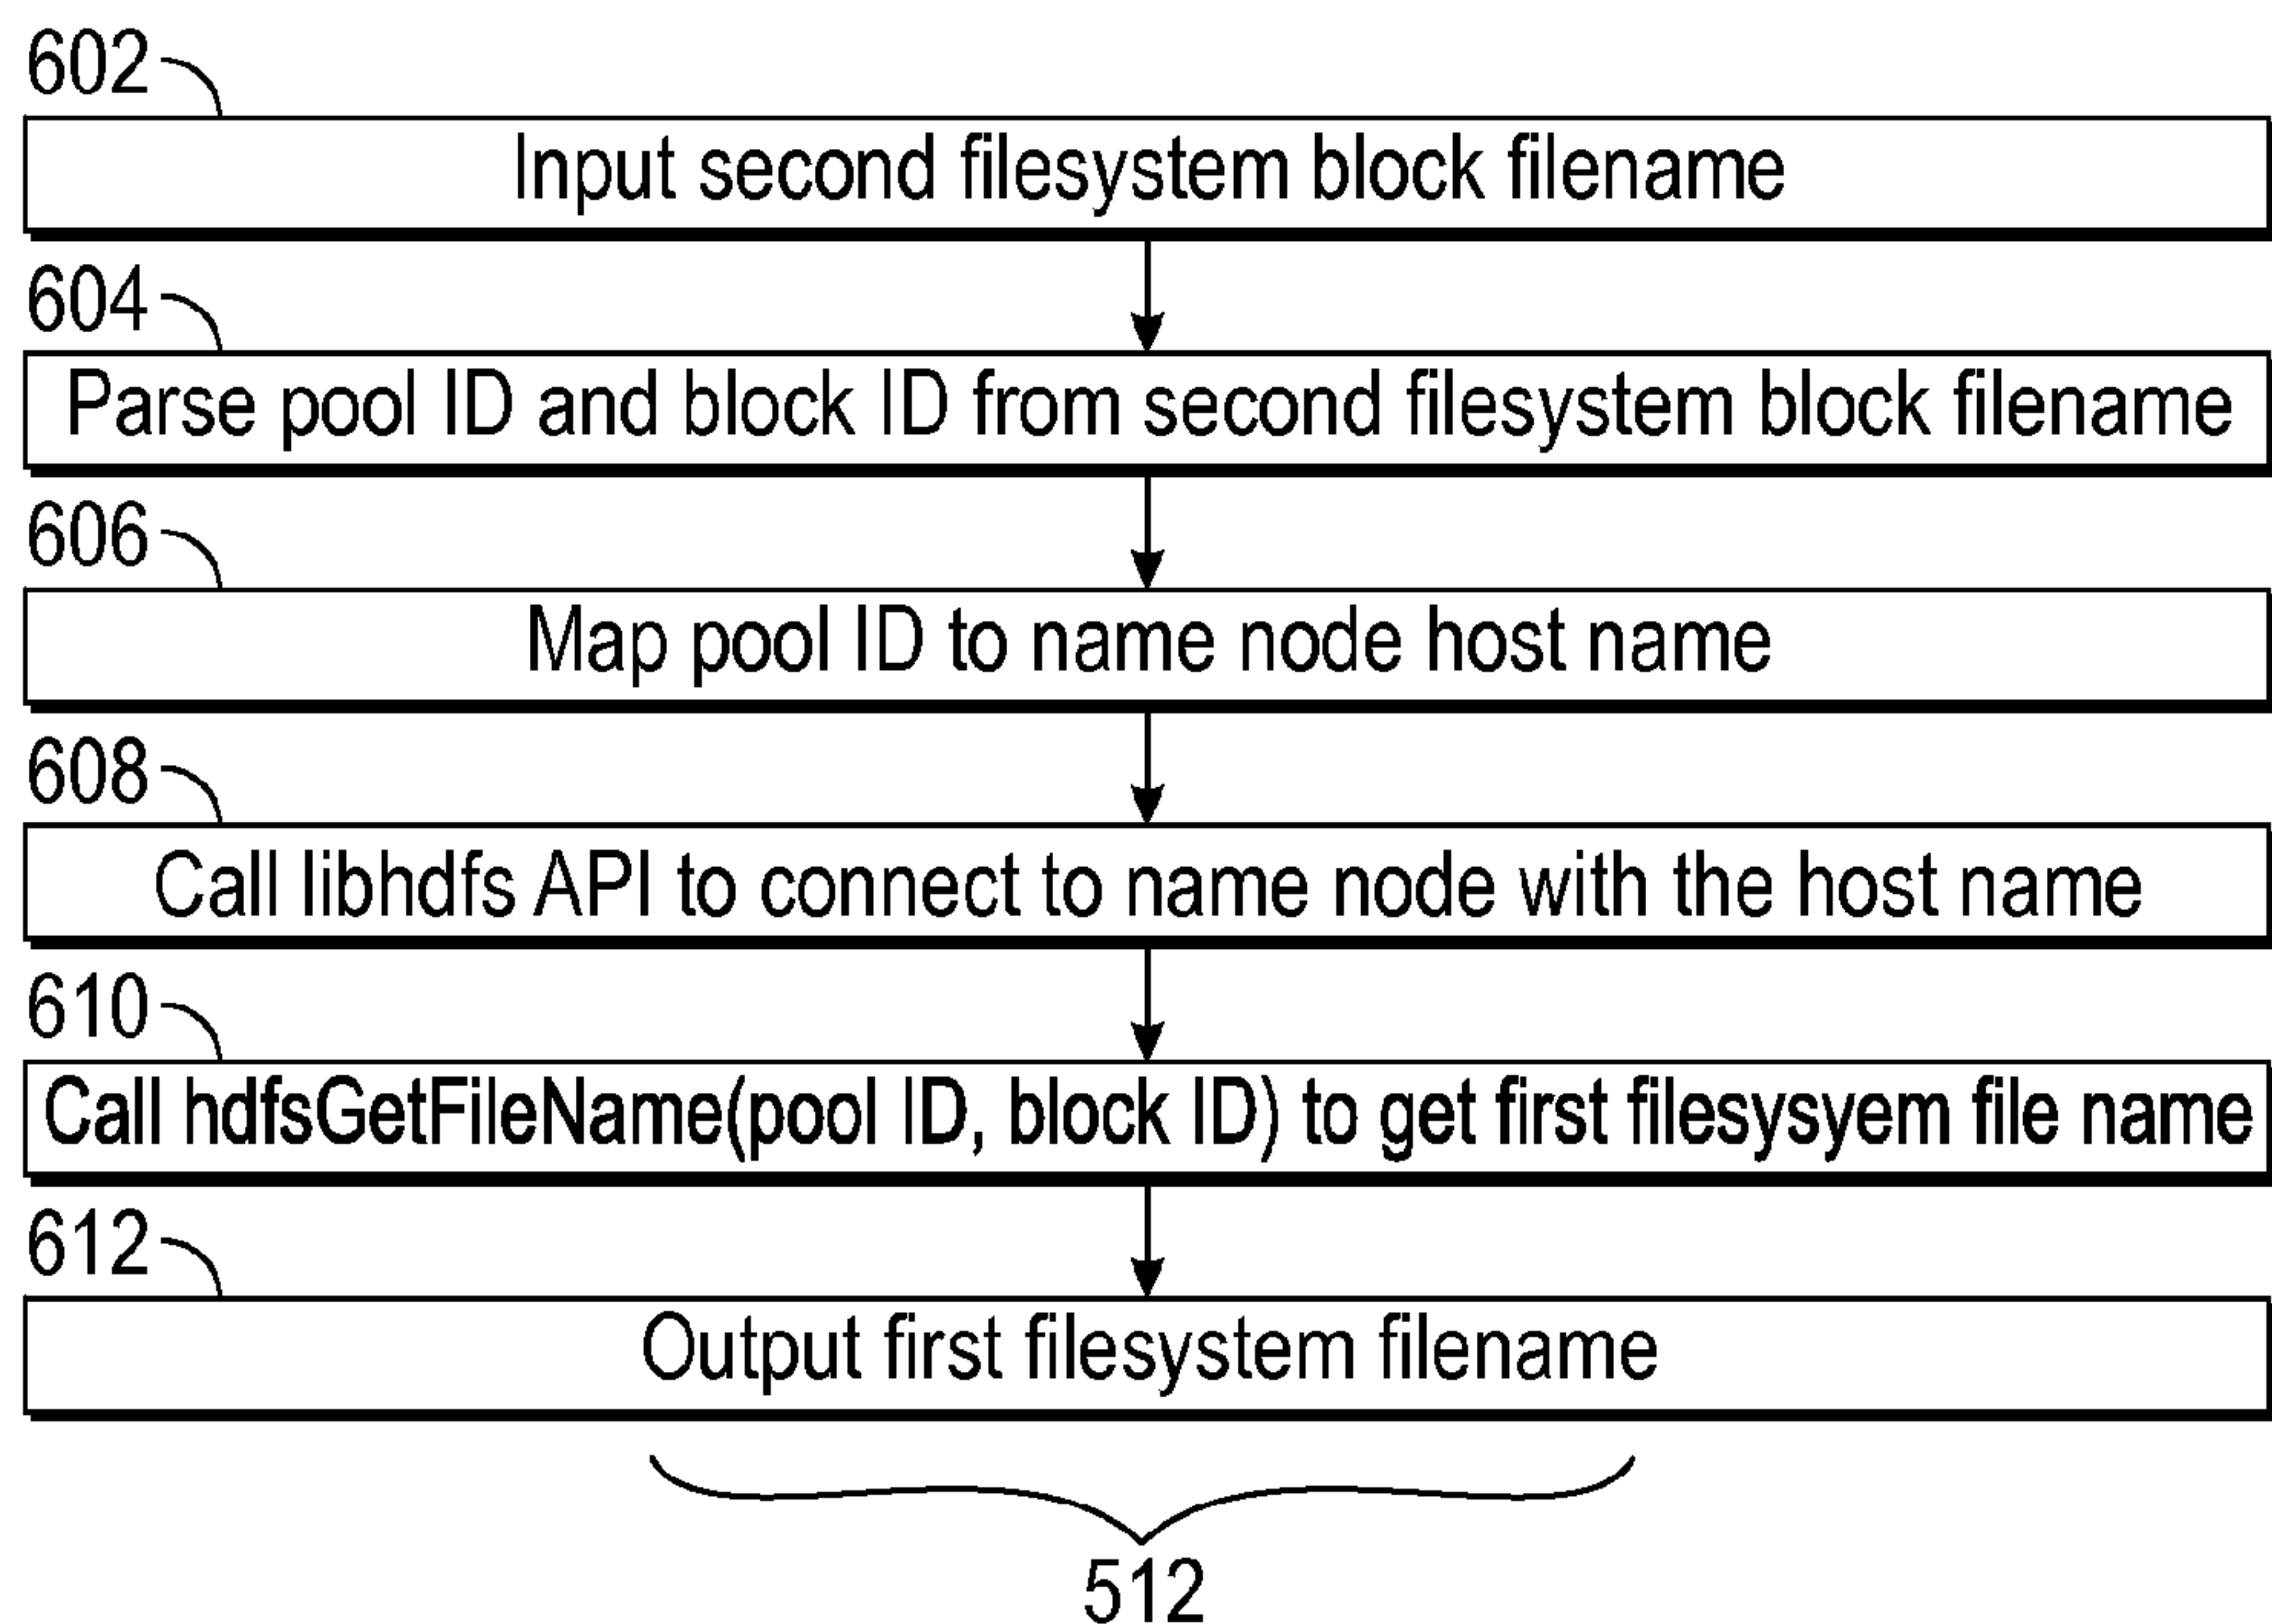 602
Input second filesystem block filename
604
Parse pool ID and block ID from second filesystem block filename
606
Map pool ID to name node host name
608
Call libhdfs API to connect to name node with the host name
610
Call hdfsGetFileName(pool ID, block ID) to get first filesysyem file name
612
Output first filesystem filename
512